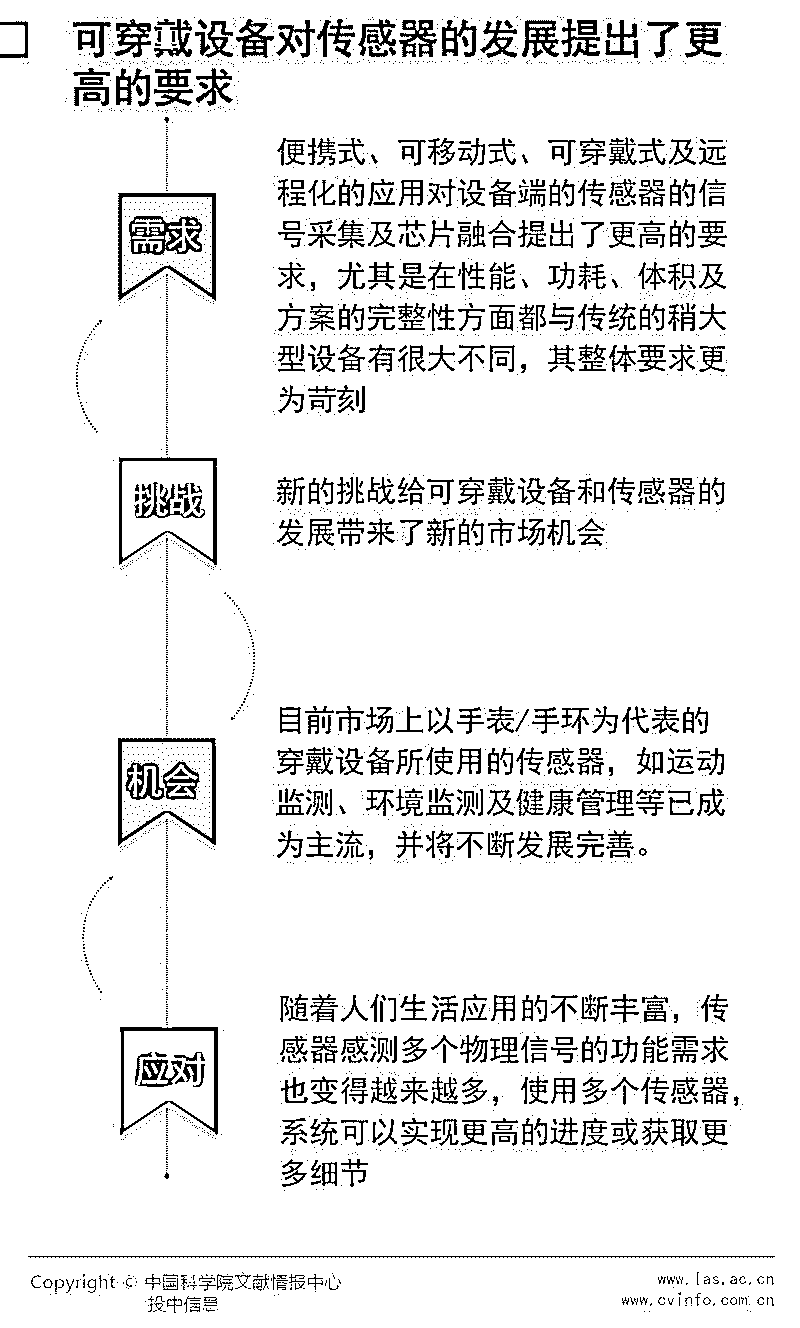 可穿戴设备对传感器的发展提出了更
高的要求
需求
便携式、可移动式、可穿戴式及远
程化的应用对设备端的传感器的信
号采集及芯片融合提出了更高的要
求，尤其是在性能、功耗、体积及
方案的完整性方面都与传统的稍大
型设备有很大不同，其整体要求更
为苛刻
挑战
新的挑战给可穿戴设备和传感器的
发展带来了新的市场机会
机会
目前市场上以手表/手环为代表的
穿戴设备所使用的传感器，如运动
监测、环境监测及健康管理等已成
为主流，并将不断发展完善。
应对
随着人们生活应用的不断丰富，传
感器感测多个物理信号的功能需求
也变得越来越多，使用多个传感器，
系统可以实现更高的进度或获取更
多细节
Copyright © 中国科学院文献情报中心
投中信息
www.las.ac.cn
www.cvinfo.com.cn